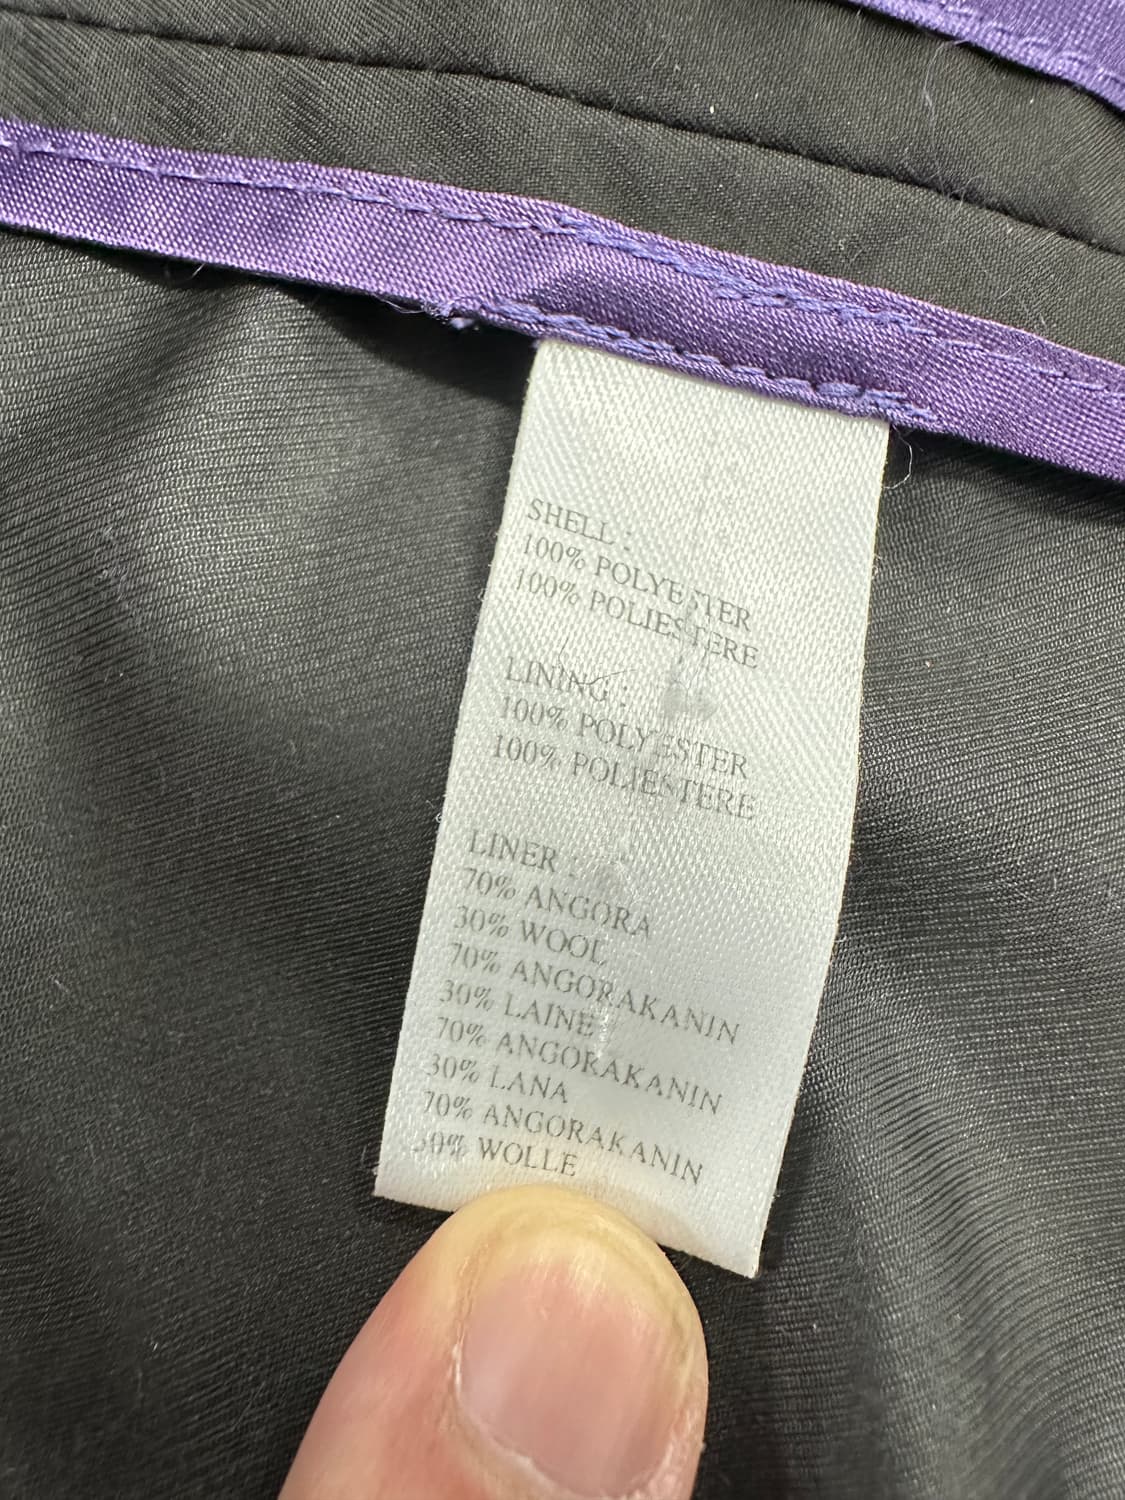 SHELL :
100% POLYESTER
100% POLIESTERE
LINING :
100% POLYESTER
100% POLIESTERE
LINER :
70% ANGORA
30% WOOL
70% ANGORAKANIN
30% LAINE
70% ANGORAKANIN
30% LANA
70% ANGORAKANIN
30% WOLLE